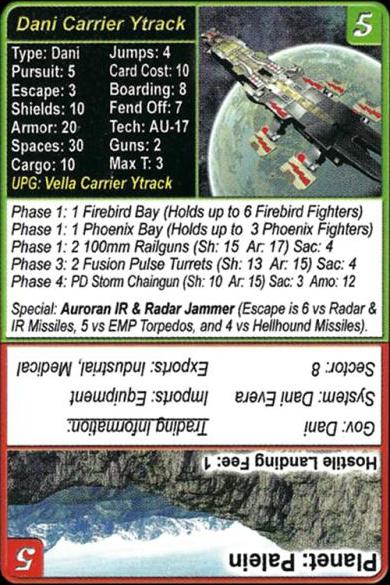 Dani Carrier Ytrack
5
Type: Dani Jumps: 4
Pursuit: 5 Card Cost: 10
Escape: 3 Boarding: 8
Shields: 10 Fend Off: 7
Armor: 20 Tech: AU-17
Spaces: 30 Guns: 2
Cargo: 10 Max T: 3
UPG: Vella Carrier Ytrack
Phase 1: 1 Firebird Bay (Holds up to 6 Firebird Fighters)
Phase 1: 1 Phoenix Bay (Holds up to 3 Phoenix Fighters)
Phase 1: 2 100mm Railguns (Sh: 15 Ar: 17) Sac: 4
Phase 3: 2 Fusion Pulse Turrets (Sh: 13 Ar: 15) Sac: 4
Phase 4: PD Storm Chaingun (Sh: 10 Ar: 15) Sac: 3 Amo: 12
Special: Auroran IR & Radar Jammer (Escape is 6 vs Radar &
IR Missiles, 5 vs EMP Torpedos, and 4 vs Hellhound Missiles).
Planet: Palein
5
Hostile Landing Fee: 1
Gov: Dani Trading Information:
System: Dani Evera Imports: Equipment
Sector: 8 Exports: Industrial, Medical